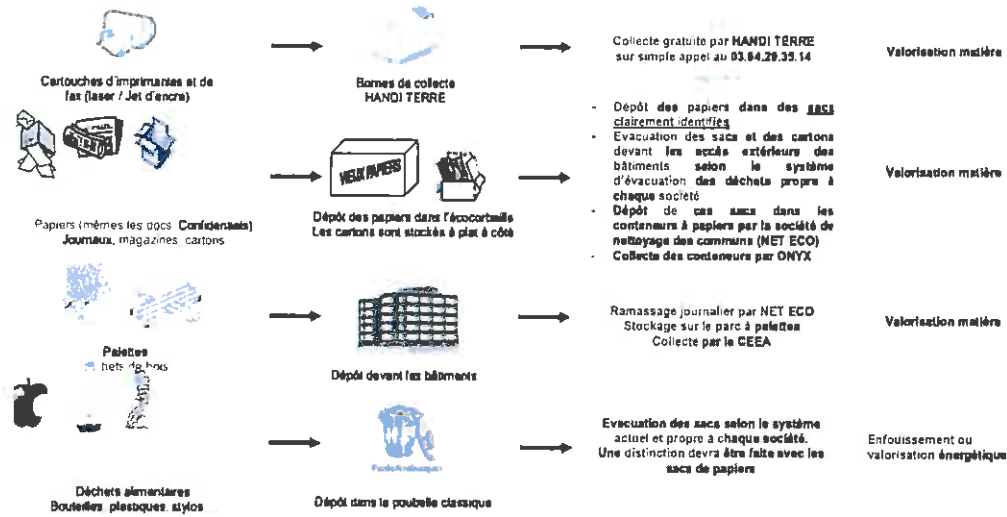 Cartouches d'imprimantes et de
fax (laser / Jet d'encre)
Bornes de collecte
HANDI TERRE
Collecte gratuite par HANDI TERRE
sur simple appel au 03.64.29.35.14
Valorisation matière
Papiers (mêmes les docs. Confidentiels)
Journaux, magazines, cartons
VIEUX PAPIERS
Dépôt des papiers dans l'écocorbeille
Les cartons sont stockés à plat à côté
- Dépôt des papiers dans des sacs
clairement identifiés
- Evacuation des sacs et des cartons
devant les accès extérieurs des
bâtiments selon le système
d'évacuation des déchets propre à
chaque société
- Dépôt de ces sacs dans les
conteneurs à papiers par la société de
nettoyage des communs (NET ECO)
- Collecte des conteneurs par ONYX
Valorisation matière
Palettes
hets de bois
Dépôt devant les bâtiments
Ramassage journalier par NET ECO
Stockage sur le parc à palettes
Collecte par la CEEA
Valorisation matière
Déchets alimentaires
Bouteilles, plastiques, stylos
Dépôt dans la poubelle classique
Evacuation des sacs selon le système
actuel et propre à chaque société.
Une distinction devra être faite avec les
sacs de papiers
Enfouissement ou
valorisation énergétique